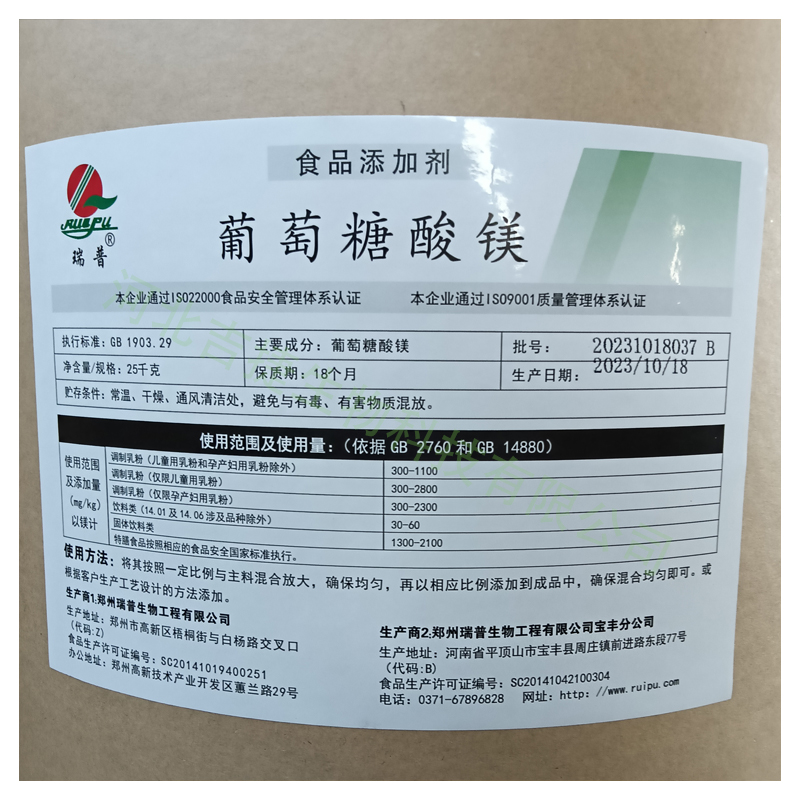 食品添加剂
RUIPU
®
瑞普
葡萄糖酸镁
本企业通过ISO22000食品安全管理体系认证 本企业通过ISO9001质量管理体系认证
执行标准: GB 1903.29 主要成分: 葡萄糖酸镁 批号: 20231018037 B
净含量/规格: 25千克 保质期: 18个月 生产日期: 2023/10/18
贮存条件: 常温、干燥、通风清洁处, 避免与有毒、有害物质混放。
使用范围及使用量: (依据 GB 2760 和 GB 14880)
使用范围及添加量 (mg/kg) 以镁计
调制乳粉 (儿童用乳粉和孕产妇用乳粉除外) 300-1100
调制乳粉 (仅限儿童用乳粉) 300-2800
调制乳粉 (仅限孕产妇用乳粉) 300-2300
饮料类 (14.01 及 14.06 涉及品种除外) 30-60
固体饮料类 1300-2100
特膳食品按照相应的食品安全国家标准执行。
使用方法: 将其按照一定比例与主料混合放大, 确保均匀, 再以相应比例添加到成品中, 确保混合均匀即可。或
根据客户生产工艺设计的方法添加。
生产商1:郑州瑞普生物工程有限公司
生产地址: 郑州市高新区梧桐街与白杨路交叉口
(代码:Z)
食品生产许可证编号: SC20141019400251
办公地址: 郑州高新技术产业开发区蕙兰路29号
生产商2:郑州瑞普生物工程有限公司宝丰分公司
生产地址: 河南省平顶山市宝丰县周庄镇前进路东段77号
(代码:B)
食品生产许可证编号: SC20141042100304
电话: 0371-67896828 网址: http: //www.ruipu.com